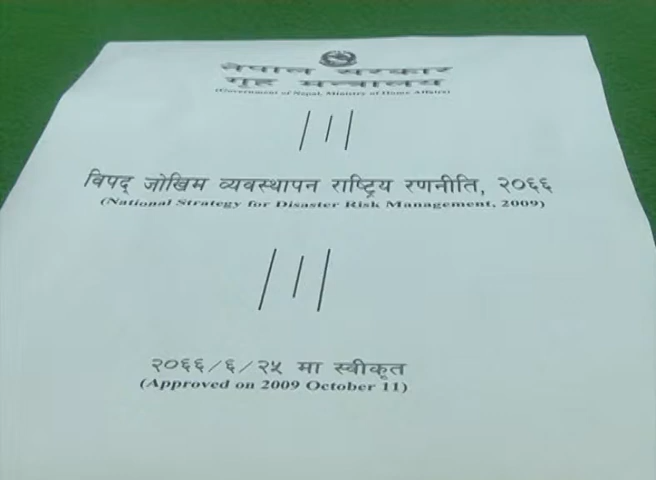 नेपाल सरकार
गृह मन्त्रालय
(Government of Nepal, Ministry of Home Affairs)
विपद् जोखिम व्यवस्थापन राष्ट्रिय रणनीति, २०६६
(National Strategy for Disaster Risk Management, 2009)
२०६६/६/२५ मा स्वीकृत
(Approved on 2009 October 11)